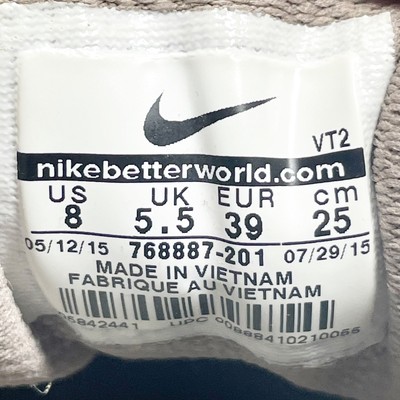 VT2
nikebetterworld.com
US UK EUR cm
8 5.5 39 25
05/12/15 768887-201 07/29/15
MADE IN VIETNAM
FABRIQUE AU VIETNAM
UPC